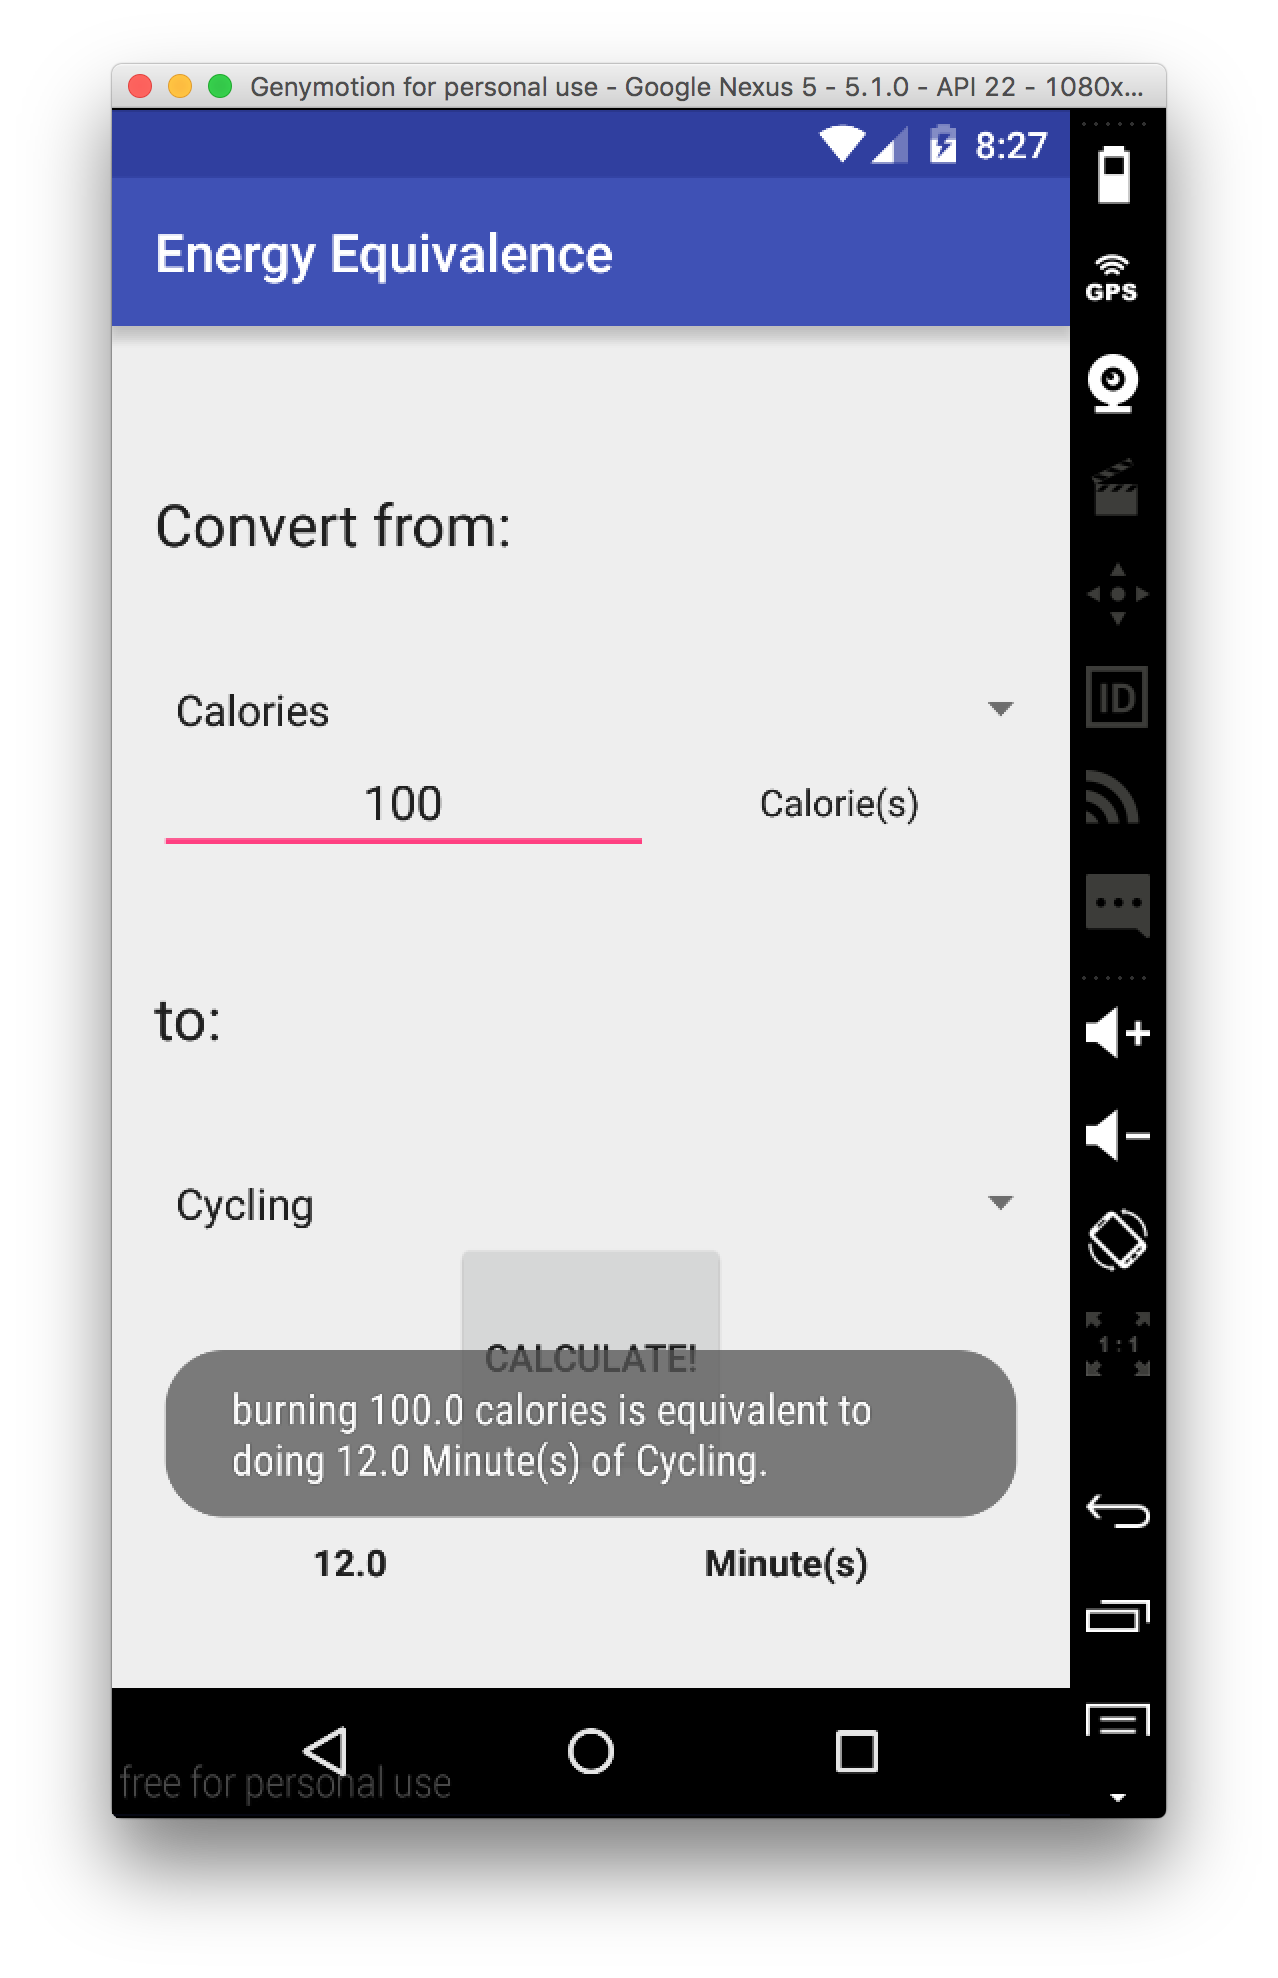 Genymotion for personal use - Google Nexus 5 - 5.1.0 - API 22 - 1080x...
8:27
Energy Equivalence
GPS
Convert from:
ID
Calories
100 Calorie(s)
to:
Cycling
CALCULATE!
1:1
burning 100.0 calories is equivalent to
doing 12.0 Minute(s) of Cycling.
12.0 Minute(s)
free for personal use